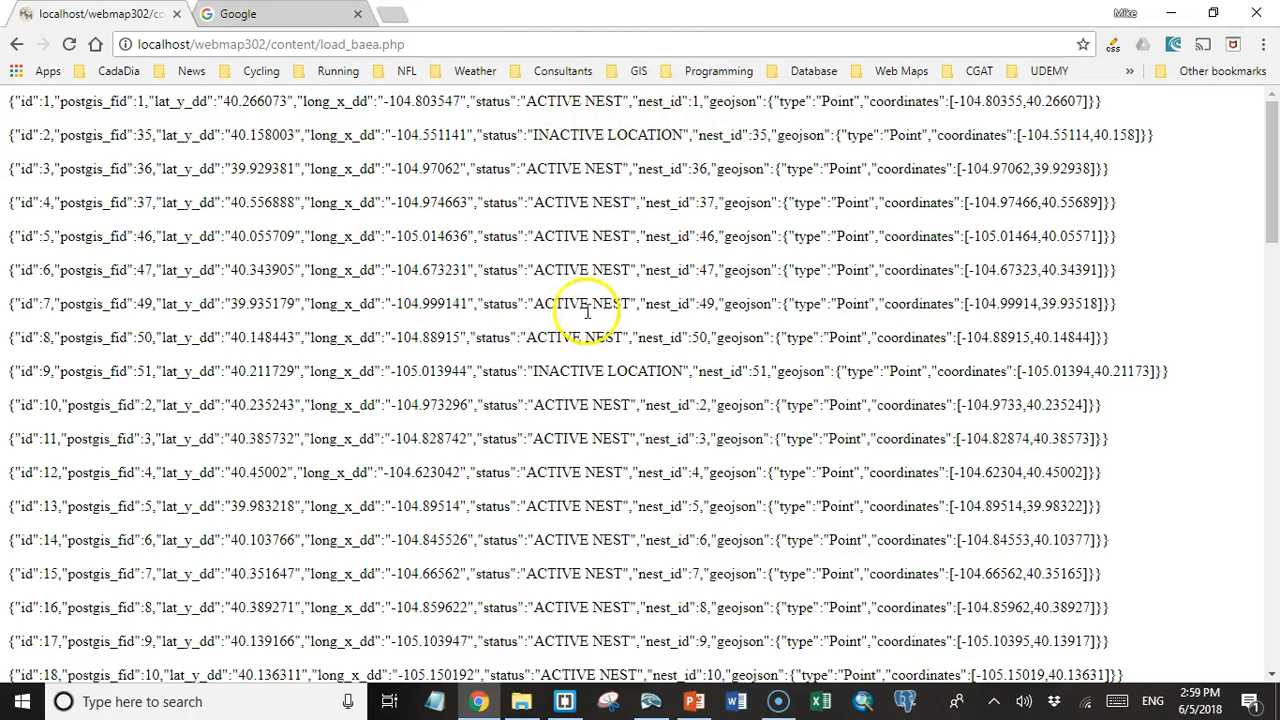 localhost/webmap302/co
Google
Mike
localhost/webmap302/content/load_baea.php
css
Apps CadaDia News Cycling Running NFL Weather Consultants GIS Programming Database Web Maps CGAT UDEMY » Other bookmarks
{"id":1,"postgis_fid":1,"lat_y_dd":"40.266073","long_x_dd":"-104.803547","status":"ACTIVE NEST","nest_id":1,"geojson":{"type":"Point","coordinates":[-104.80355,40.26607]}}
{"id":2,"postgis_fid":35,"lat_y_dd":"40.158003","long_x_dd":"-104.551141","status":"INACTIVE LOCATION","nest_id":35,"geojson":{"type":"Point","coordinates":[-104.55114,40.158]}}
{"id":3,"postgis_fid":36,"lat_y_dd":"39.929381","long_x_dd":"-104.97062","status":"ACTIVE NEST","nest_id":36,"geojson":{"type":"Point","coordinates":[-104.97062,39.92938]}}
{"id":4,"postgis_fid":37,"lat_y_dd":"40.556888","long_x_dd":"-104.974663","status":"ACTIVE NEST","nest_id":37,"geojson":{"type":"Point","coordinates":[-104.97466,40.55689]}}
{"id":5,"postgis_fid":46,"lat_y_dd":"40.055709","long_x_dd":"-105.014636","status":"ACTIVE NEST","nest_id":46,"geojson":{"type":"Point","coordinates":[-105.01464,40.05571]}}
{"id":6,"postgis_fid":47,"lat_y_dd":"40.343905","long_x_dd":"-104.673231","status":"ACTIVE NEST","nest_id":47,"geojson":{"type":"Point","coordinates":[-104.67323,40.34391]}}
{"id":7,"postgis_fid":49,"lat_y_dd":"39.935179","long_x_dd":"-104.999141","status":"ACTIVE NEST","nest_id":49,"geojson":{"type":"Point","coordinates":[-104.99914,39.93518]}}
{"id":8,"postgis_fid":50,"lat_y_dd":"40.148443","long_x_dd":"-104.88915","status":"ACTIVE NEST","nest_id":50,"geojson":{"type":"Point","coordinates":[-104.88915,40.14844]}}
{"id":9,"postgis_fid":51,"lat_y_dd":"40.211729","long_x_dd":"-105.013944","status":"INACTIVE LOCATION","nest_id":51,"geojson":{"type":"Point","coordinates":[-105.01394,40.21173]}}
{"id":10,"postgis_fid":2,"lat_y_dd":"40.235243","long_x_dd":"-104.973296","status":"ACTIVE NEST","nest_id":2,"geojson":{"type":"Point","coordinates":[-104.9733,40.23524]}}
{"id":11,"postgis_fid":3,"lat_y_dd":"40.385732","long_x_dd":"-104.828742","status":"ACTIVE NEST","nest_id":3,"geojson":{"type":"Point","coordinates":[-104.82874,40.38573]}}
{"id":12,"postgis_fid":4,"lat_y_dd":"40.45002","long_x_dd":"-104.623042","status":"ACTIVE NEST","nest_id":4,"geojson":{"type":"Point","coordinates":[-104.62304,40.45002]}}
{"id":13,"postgis_fid":5,"lat_y_dd":"39.983218","long_x_dd":"-104.89514","status":"ACTIVE NEST","nest_id":5,"geojson":{"type":"Point","coordinates":[-104.89514,39.98322]}}
{"id":14,"postgis_fid":6,"lat_y_dd":"40.103766","long_x_dd":"-104.845526","status":"ACTIVE NEST","nest_id":6,"geojson":{"type":"Point","coordinates":[-104.84553,40.10377]}}
{"id":15,"postgis_fid":7,"lat_y_dd":"40.351647","long_x_dd":"-104.66562","status":"ACTIVE NEST","nest_id":7,"geojson":{"type":"Point","coordinates":[-104.66562,40.35165]}}
{"id":16,"postgis_fid":8,"lat_y_dd":"40.389271","long_x_dd":"-104.859622","status":"ACTIVE NEST","nest_id":8,"geojson":{"type":"Point","coordinates":[-104.85962,40.38927]}}
{"id":17,"postgis_fid":9,"lat_y_dd":"40.139166","long_x_dd":"-105.103947","status":"ACTIVE NEST","nest_id":9,"geojson":{"type":"Point","coordinates":[-105.10395,40.13917]}}
{"id":18,"postgis_fid":10,"lat_y_dd":"40.136311","long_x_dd":"-105.150192","status":"ACTIVE NEST","nest_id":10,"geojson":{"type":"Point","coordinates":[-105.15019,40.13631]}}
Type here to search
ENG
2:59 PM
6/5/2018
1